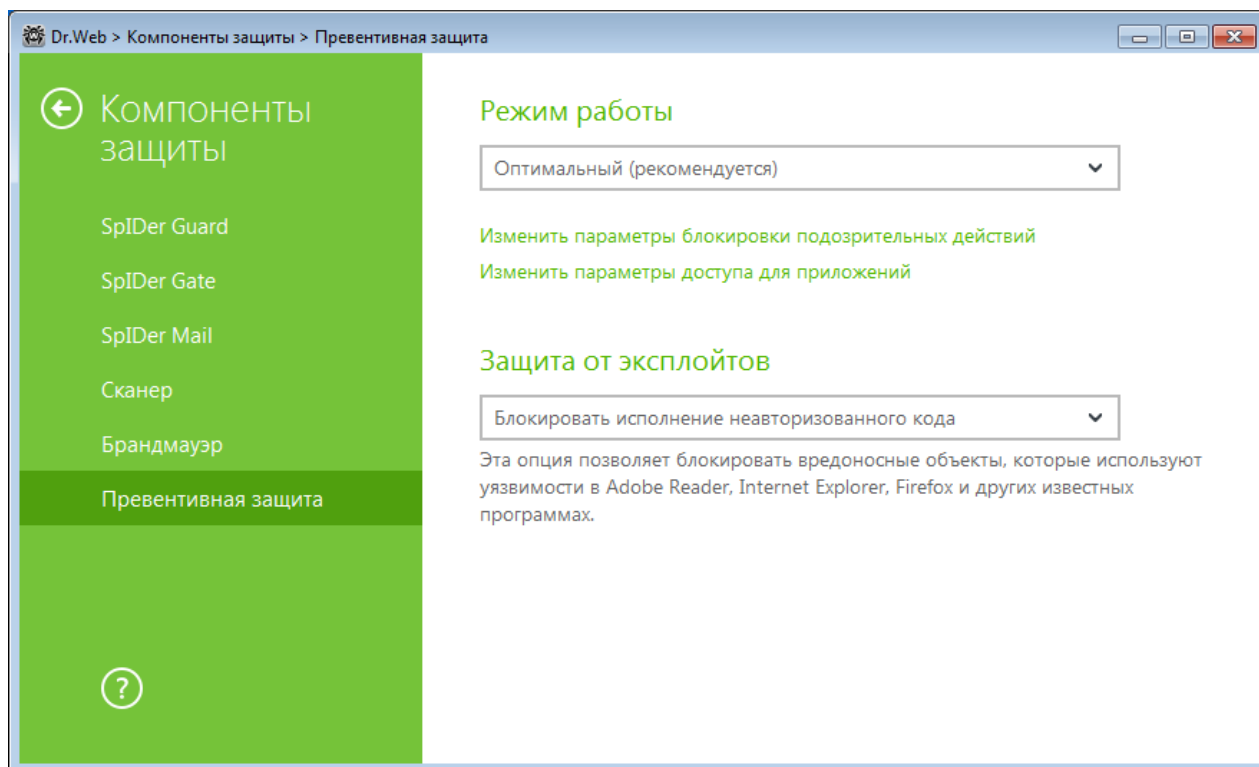 Dr.Web > Компоненты защиты > Превентивная защита
Компоненты
защиты
SpIDer Guard
SpIDer Gate
SpIDer Mail
Сканер
Брандмауэр
Превентивная защита
?
Режим работы
Оптимальный (рекомендуется)
Изменить параметры блокировки подозрительных действий
Изменить параметры доступа для приложений
Защита от эксплойтов
Блокировать исполнение неавторизованного кода
Эта опция позволяет блокировать вредоносные объекты, которые используют
уязвимости в Adobe Reader, Internet Explorer, Firefox и других известных
программах.